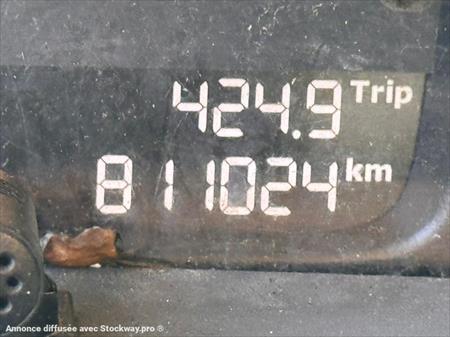 424.9 Trip
811024 km
Annonce diffusée avec Stockway.pro ®